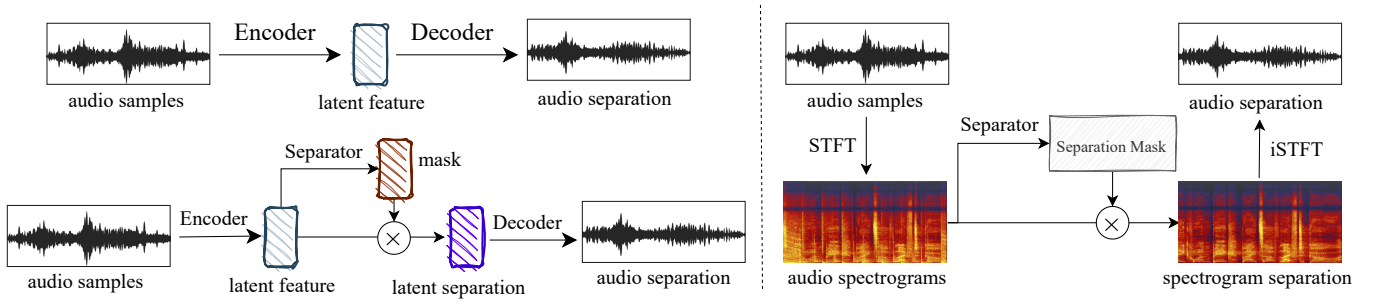 Encoder
Decoder
audio samples
latent feature
audio separation
Separator
mask
Encoder
Decoder
audio samples
latent feature
latent separation
audio separation
audio samples
audio separation
STFT
Separator
Separation Mask
iSTFT
audio spectrograms
spectrogram separation